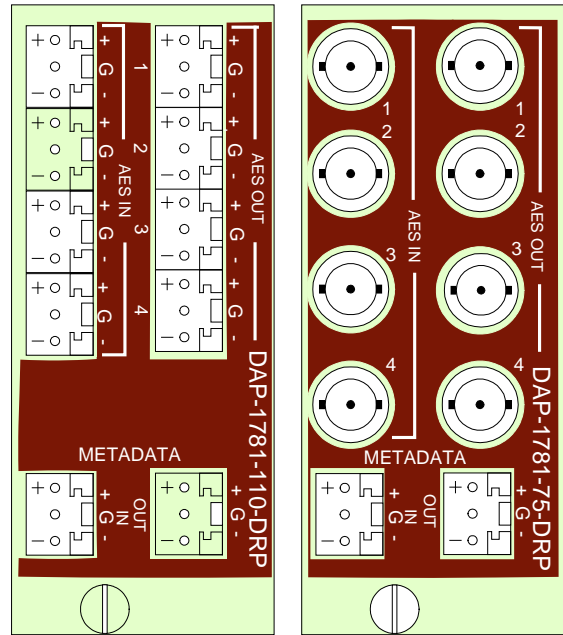 + −
+ G -
1
+ −
+ G -
2
+ −
+ G -
3
+ −
+ G -
4
AES IN
+ −
+ G -
+ −
+ G -
+ −
+ G -
+ −
+ G -
AES OUT
DAP-1781-110-DRP
METADATA
+ −
+ G -
IN
OUT
+ −
+ G -
1
2
3
4
AES IN
1
2
3
4
AES OUT
DAP-1781-75-DRP
METADATA
+ −
+ G -
IN
OUT
+ −
+ G -